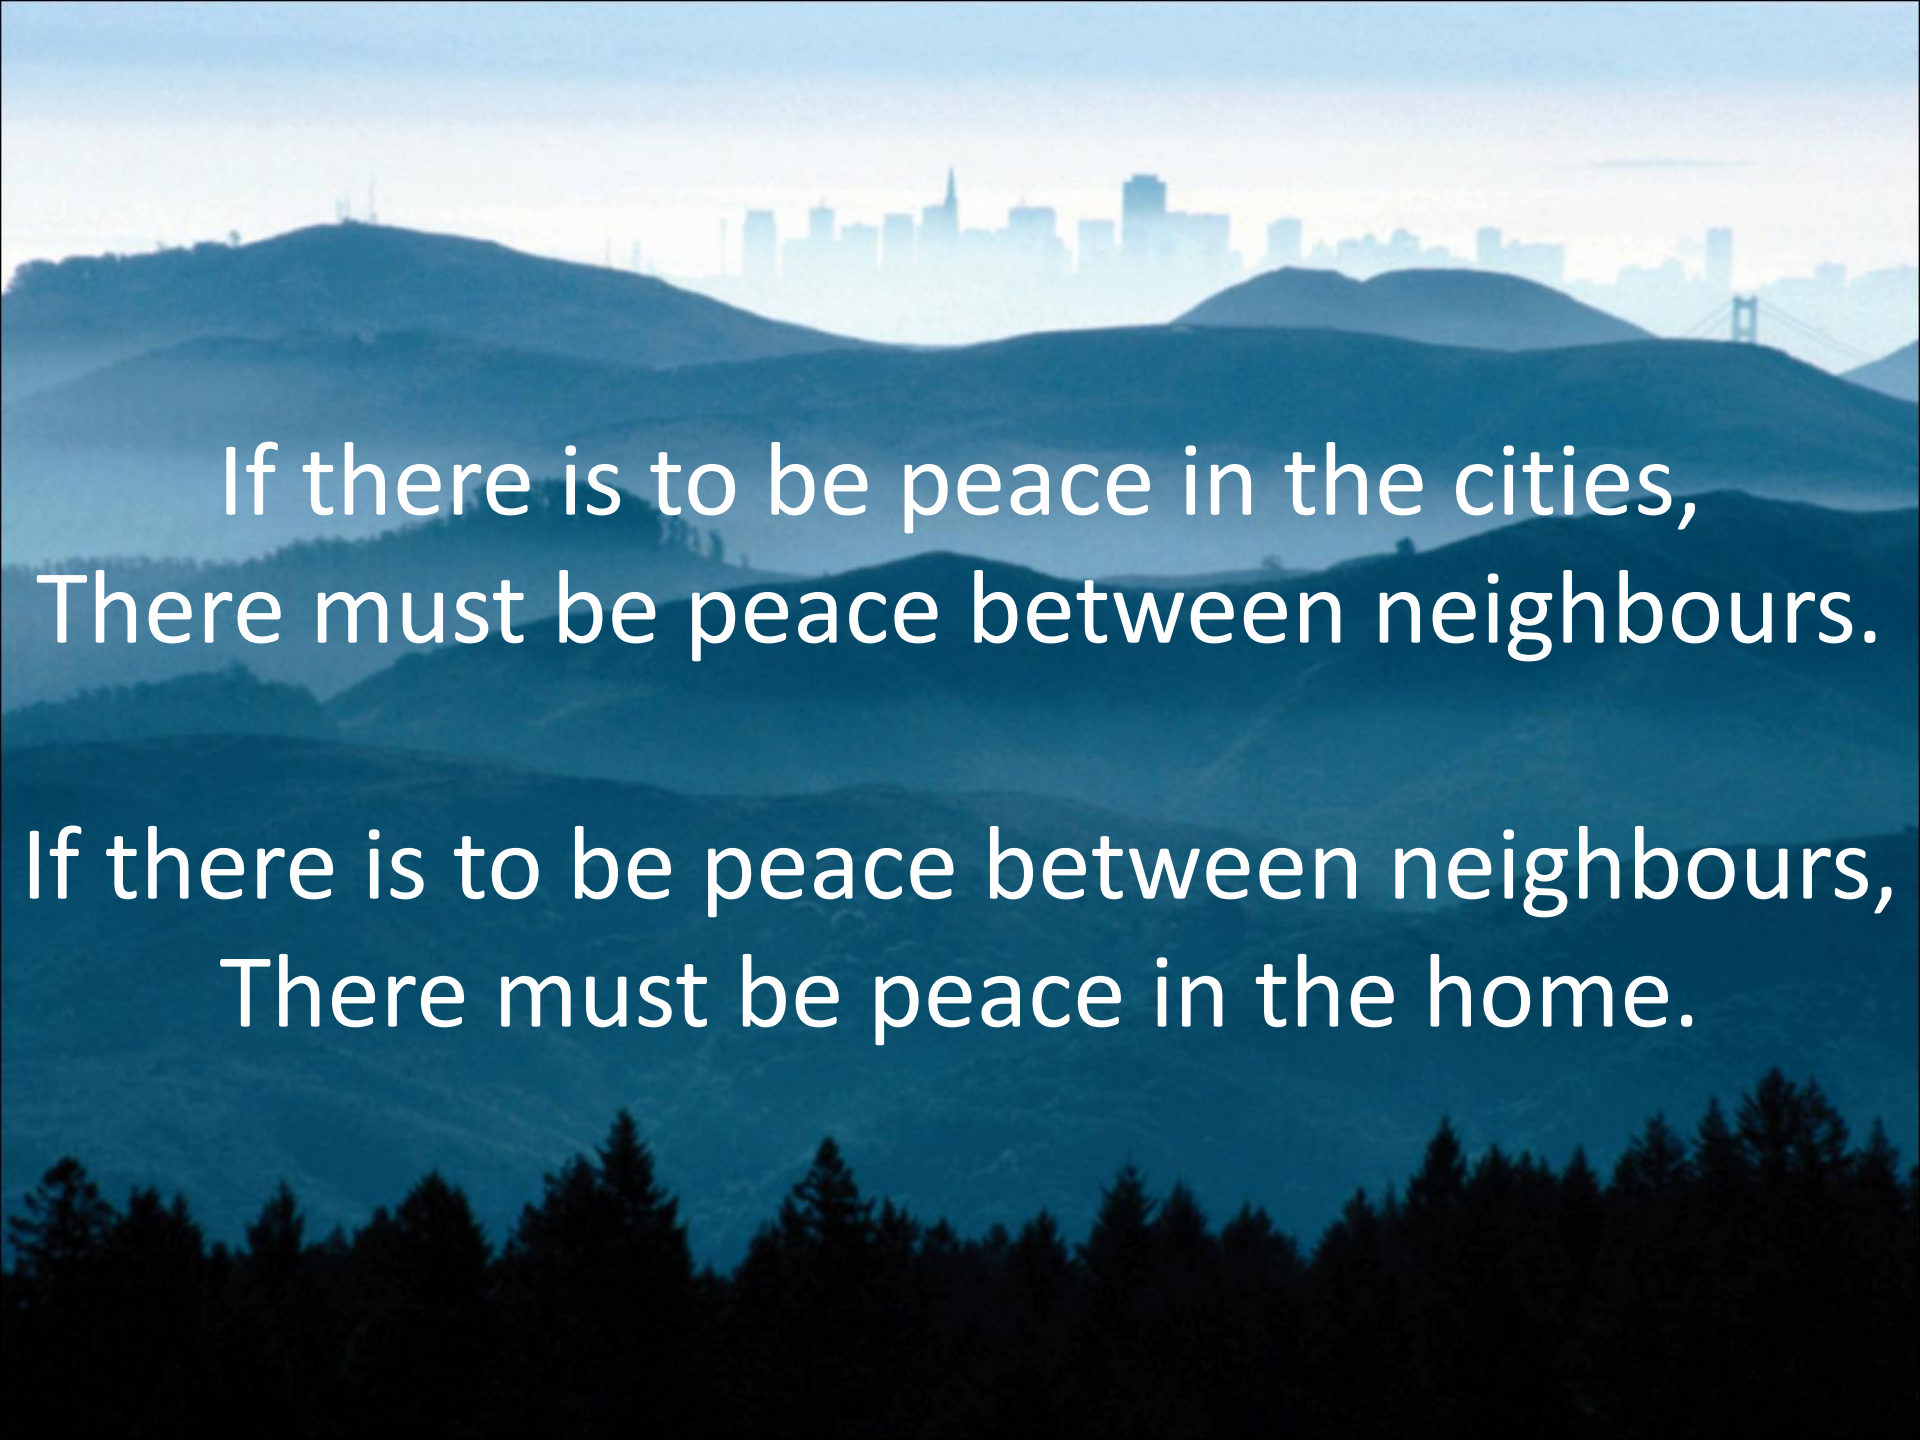 If there is to be peace in the cities,
There must be peace between neighbours.
If there is to be peace between neighbours,
There must be peace in the home.